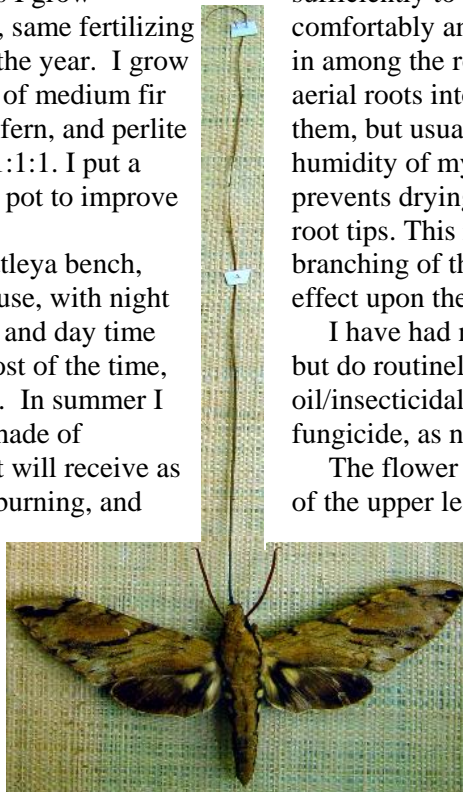 s I grow
, same fertilizing
the year. I grow
of medium fir
fern, and perlite
:1:1. I put a
pot to improve
tleya bench,
use, with night
and day time
ost of the time,
. In summer I
hade of
t will receive as
burning, and
sufficiently to
comfortably an
in among the r
aerial roots int
them, but usua
humidity of my
prevents drying
root tips. This
branching of th
effect upon the
I have had n
but do routinel
oil/insecticidal
fungicide, as n
The flower
of the upper le